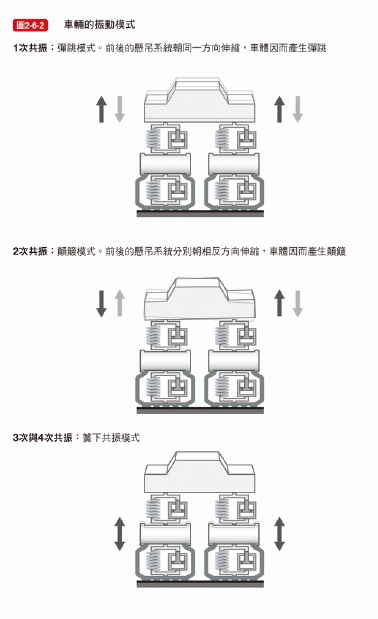 圖2-6-2 車輛的振動模式
1次共振：彈跳模式。前後的懸吊系統朝同一方向伸縮，車體因而產生彈跳
2次共振：顛簸模式。前後的懸吊系統分別朝相反方向伸縮，車體因而產生顛簸
3次與4次共振：簧下共振模式